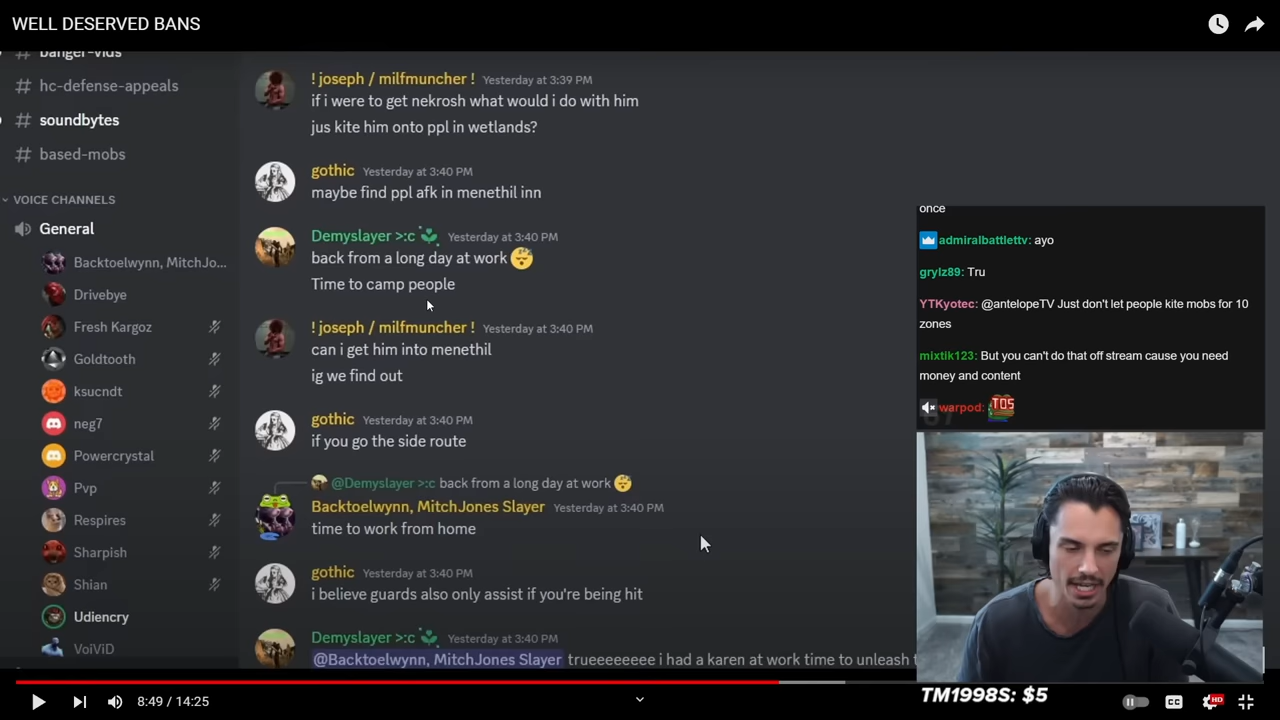 WELL DESERVED BANS
# banger-vids
# hc-defense-appeals
# soundbytes
# based-mobs
VOICE CHANNELS
General
Backtoelwynn, MitchJo...
Drivebye
Fresh Kargoz
Goldtooth
ksucndt
neg7
Powercrystal
Pvp
Respires
Sharpish
Shian
Udiencry
VoiViD
! joseph / milfmuncher ! Yesterday at 3:39 PM
if i were to get nekrosh what would i do with him
jus kite him onto ppl in wetlands?
gothic Yesterday at 3:40 PM
maybe find ppl afk in menethil inn
Demyslayer >:c Yesterday at 3:40 PM
back from a long day at work 😴
Time to camp people
! joseph / milfmuncher ! Yesterday at 3:40 PM
can i get him into menethil
ig we find out
gothic Yesterday at 3:40 PM
if you go the side route
@Demyslayer >:c back from a long day at work 😴
Backtoelwynn, MitchJones Slayer Yesterday at 3:40 PM
time to work from home
gothic Yesterday at 3:40 PM
i believe guards also only assist if you're being hit
Demyslayer >:c Yesterday at 3:40 PM
@Backtoelwynn, MitchJones Slayer trueeeeeee i had a karen at work time to unleash
once
admiralbattlettv: ayo
grylz89: Tru
YTKyotec: @antelopeTV Just don't let people kite mobs for 10
zones
mixtik123: But you can't do that off stream cause you need
money and content
warpod: TOS
TM1998S: $5
8:49 / 14:25
CC
HD